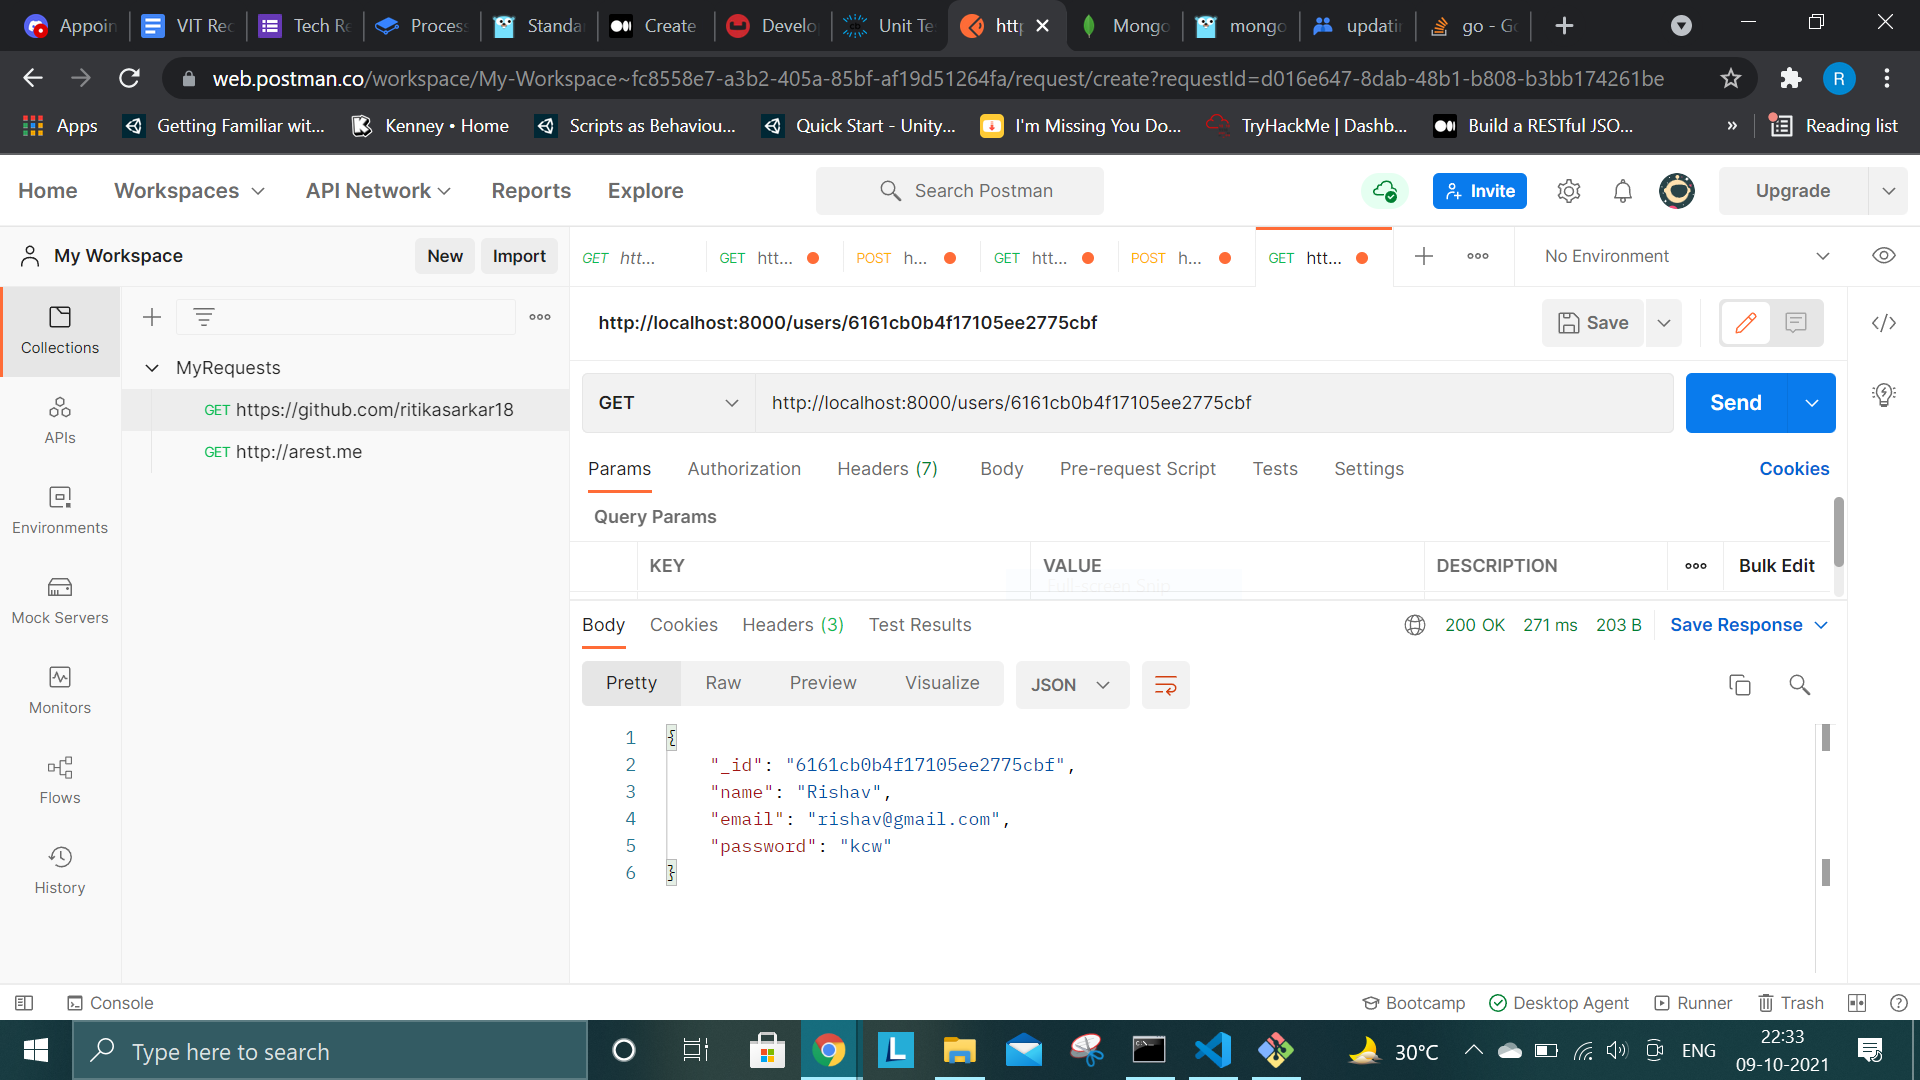 Appoin
VIT Rec
Tech Re
Process
Standa
Create
Develo
Unit Te
http
Mongo
mongo
updatin
go - Go
web.postman.co/workspace/My-Workspace~fc8558e7-a3b2-405a-85bf-af19d51264fa/request/create?requestId=d016e647-8dab-48b1-b808-b3bb174261be
R
Apps
Getting Familiar wit...
Kenney • Home
Scripts as Behaviou...
Quick Start - Unity...
I'm Missing You Do...
TryHackMe | Dashb...
Build a RESTful JSO...
»
Reading list
Home
Workspaces
API Network
Reports
Explore
Search Postman
Invite
Upgrade
My Workspace
New
Import
GET htt...
GET htt...
POST h...
GET htt...
POST h...
GET htt...
No Environment
Collections
APIs
Environments
Mock Servers
Monitors
Flows
History
MyRequests
GET https://github.com/ritikasarkar18
GET http://arest.me
http://localhost:8000/users/6161cb0b4f17105ee2775cbf
Save
GET
http://localhost:8000/users/6161cb0b4f17105ee2775cbf
Send
Params
Authorization
Headers (7)
Body
Pre-request Script
Tests
Settings
Cookies
Query Params
KEY
VALUE
DESCRIPTION
Bulk Edit
Full-screen Snip
Body
Cookies
Headers (3)
Test Results
200 OK
271 ms
203 B
Save Response
Pretty
Raw
Preview
Visualize
JSON
1 {
2 "_id": "6161cb0b4f17105ee2775cbf",
3 "name": "Rishav",
4 "email": "rishav@gmail.com",
5 "password": "kcw"
6 }
Console
Bootcamp
Desktop Agent
Runner
Trash
Type here to search
L
30°C
ENG
22:33
09-10-2021